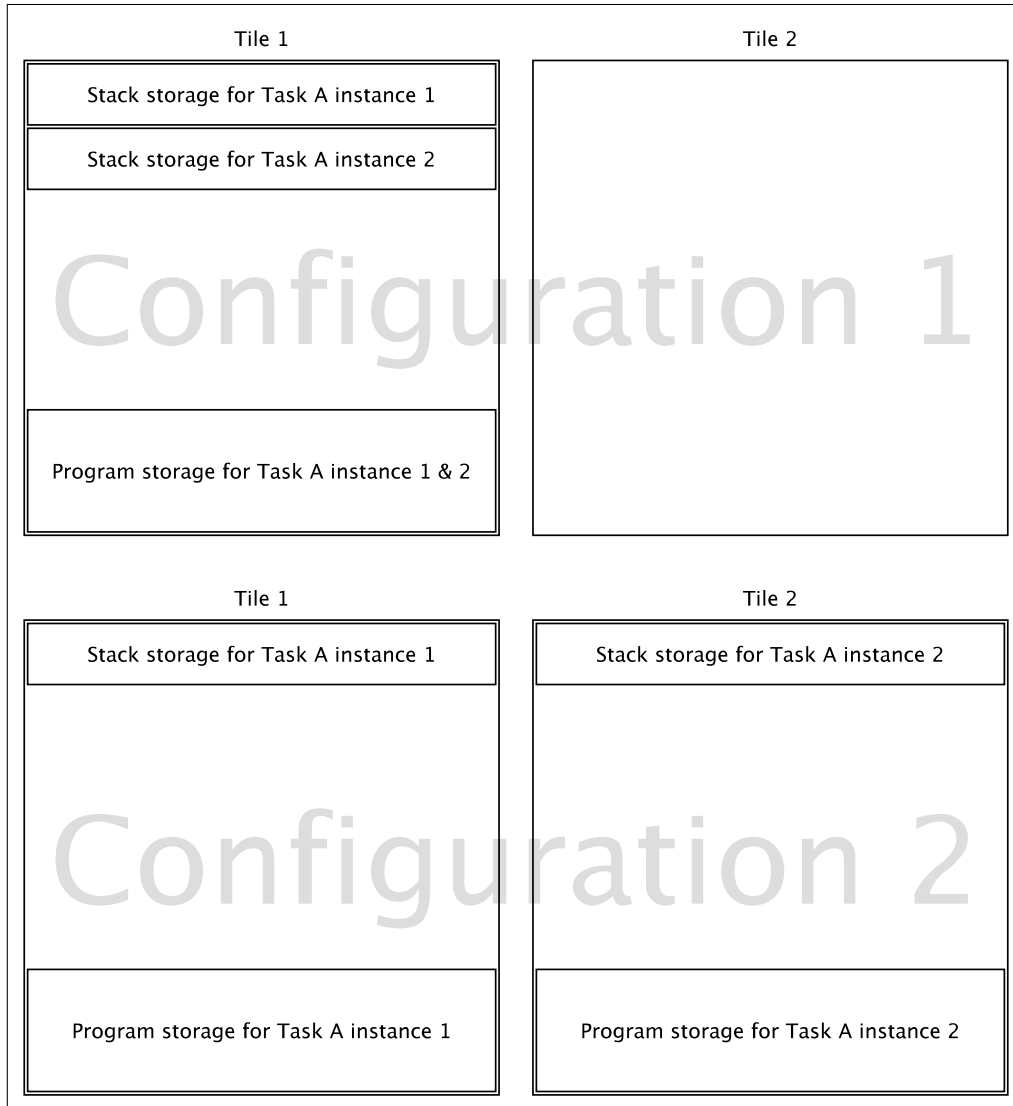 Tile 1
Tile 2
Stack storage for Task A instance 1
Stack storage for Task A instance 2
Configuration 1
Program storage for Task A instance 1 & 2
Tile 1
Tile 2
Stack storage for Task A instance 1
Stack storage for Task A instance 2
Configuration 2
Program storage for Task A instance 1
Program storage for Task A instance 2